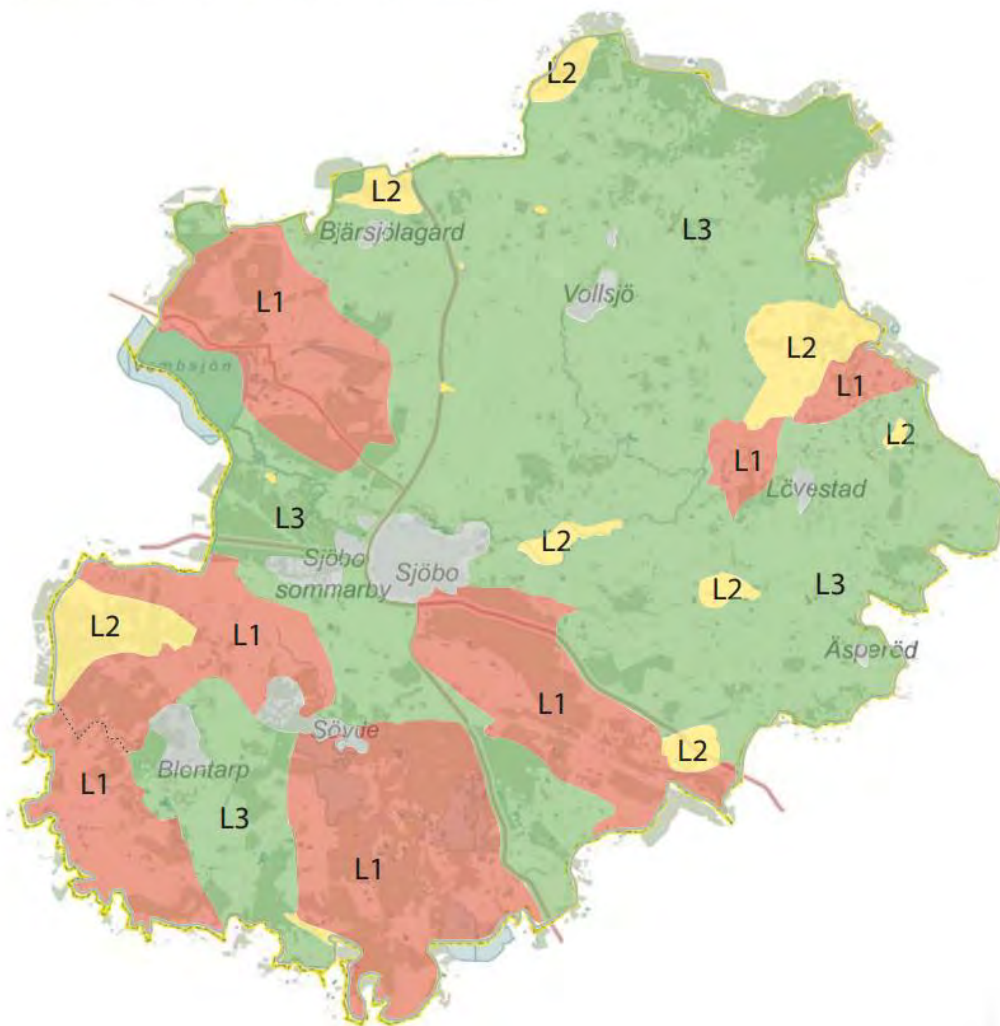 L2
L2
Bjärsjölagård
L3
L1
Vollsjö
Vombsjön
L2
L1
L2
L1
Lövestad
L3
L2
Sjöbo
sommarby
Sjöbo
L2
L3
L2
L1
Äsperöd
L1
Sövde
L2
Blentarp
L1
L3
L1